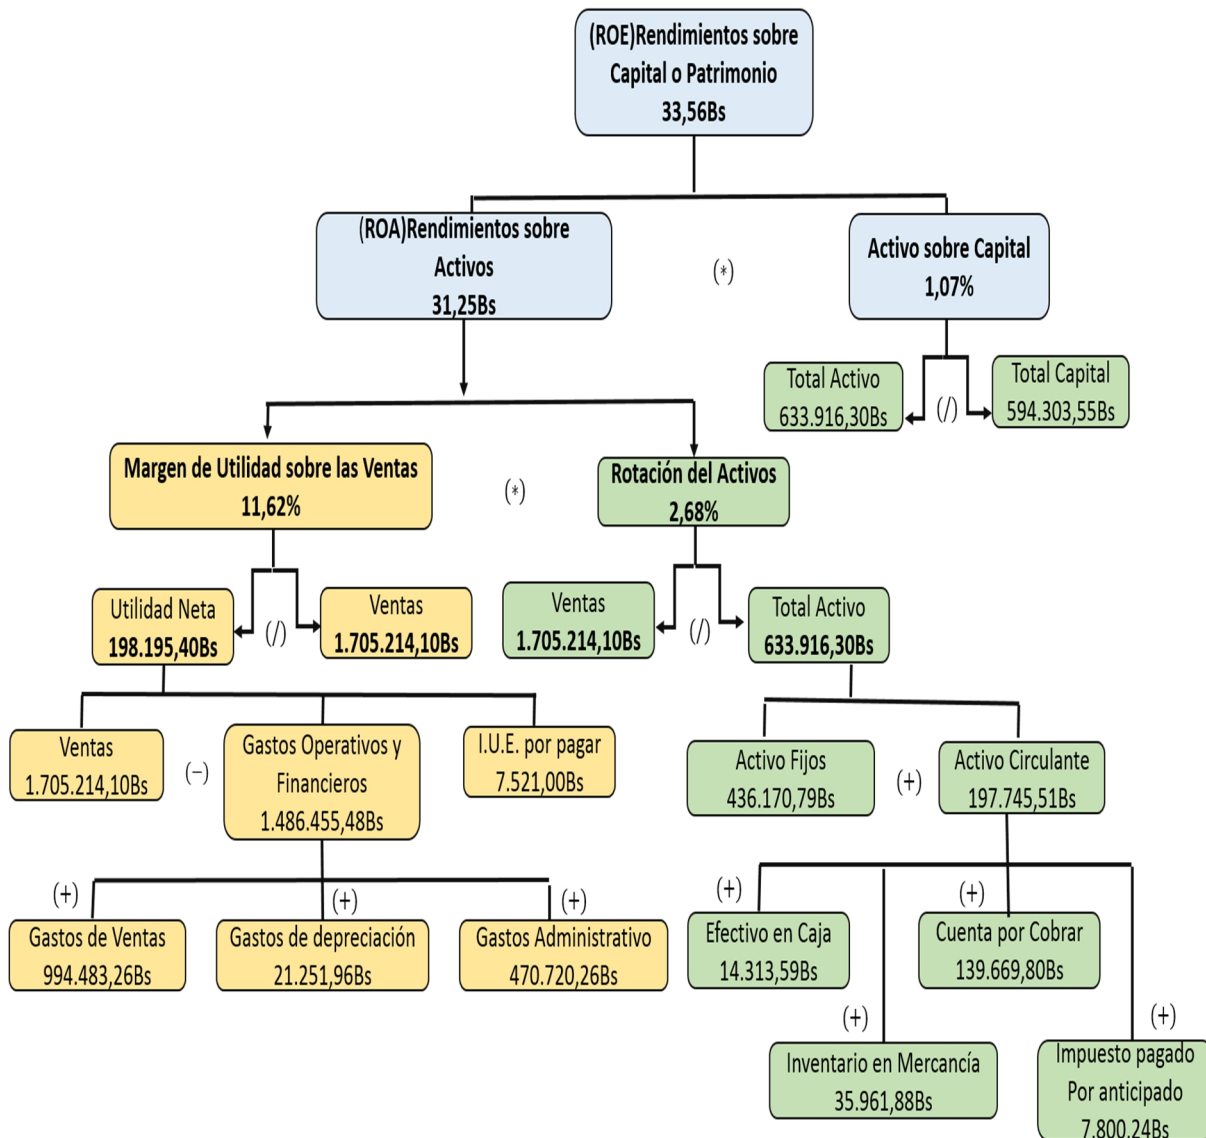 (ROE)Rendimientos sobre
Capital o Patrimonio
33,56Bs
(ROA)Rendimientos sobre
Activos
31,25Bs
(*)
Activo sobre Capital
1,07%
Total Activo
633.916,30Bs
(/)
Total Capital
594.303,55Bs
Margen de Utilidad sobre las Ventas
11,62%
(*)
Rotación del Activos
2,68%
Utilidad Neta
198.195,40Bs
(/)
Ventas
1.705.214,10Bs
Ventas
1.705.214,10Bs
(/)
Total Activo
633.916,30Bs
Ventas
1.705.214,10Bs
(−)
Gastos Operativos y
Financieros
1.486.455,48Bs
I.U.E. por pagar
7.521,00Bs
Activo Fijos
436.170,79Bs
(+)
Activo Circulante
197.745,51Bs
(+)
Gastos de Ventas
994.483,26Bs
(+)
Gastos de depreciación
21.251,96Bs
(+)
Gastos Administrativo
470.720,26Bs
(+)
Efectivo en Caja
14.313,59Bs
(+)
Cuenta por Cobrar
139.669,80Bs
(+)
Inventario en Mercancía
35.961,88Bs
(+)
Impuesto pagado
Por anticipado
7.800,24Bs